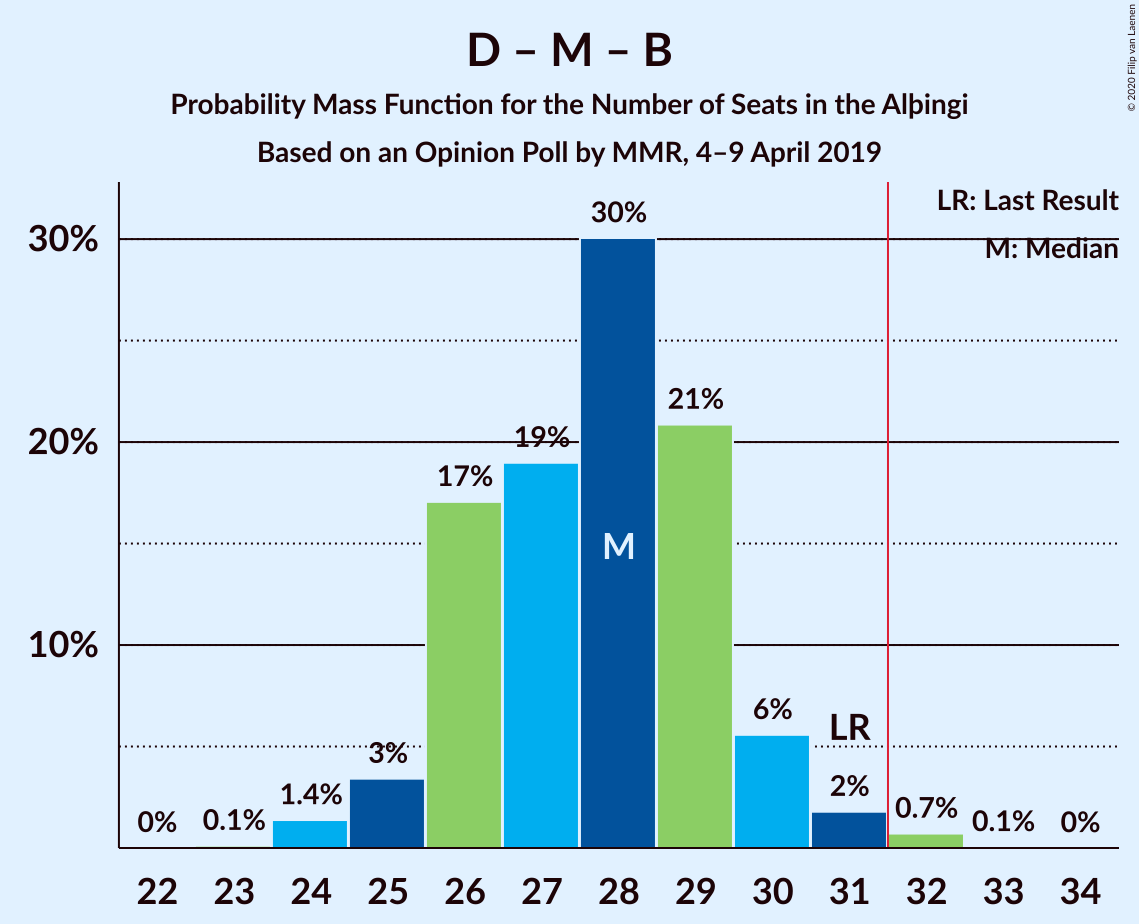 D – M – B
Probability Mass Function for the Number of Seats in the Alþingi
Based on an Opinion Poll by MMR, 4–9 April 2019
© 2020 Filip van Laenen
LR: Last Result
M: Median
30%
20%
10%
0%
0.1%
1.4%
3%
17%
19%
30%
M
21%
6%
LR
2%
0.7%
0.1%
0%
22 23 24 25 26 27 28 29 30 31 32 33 34